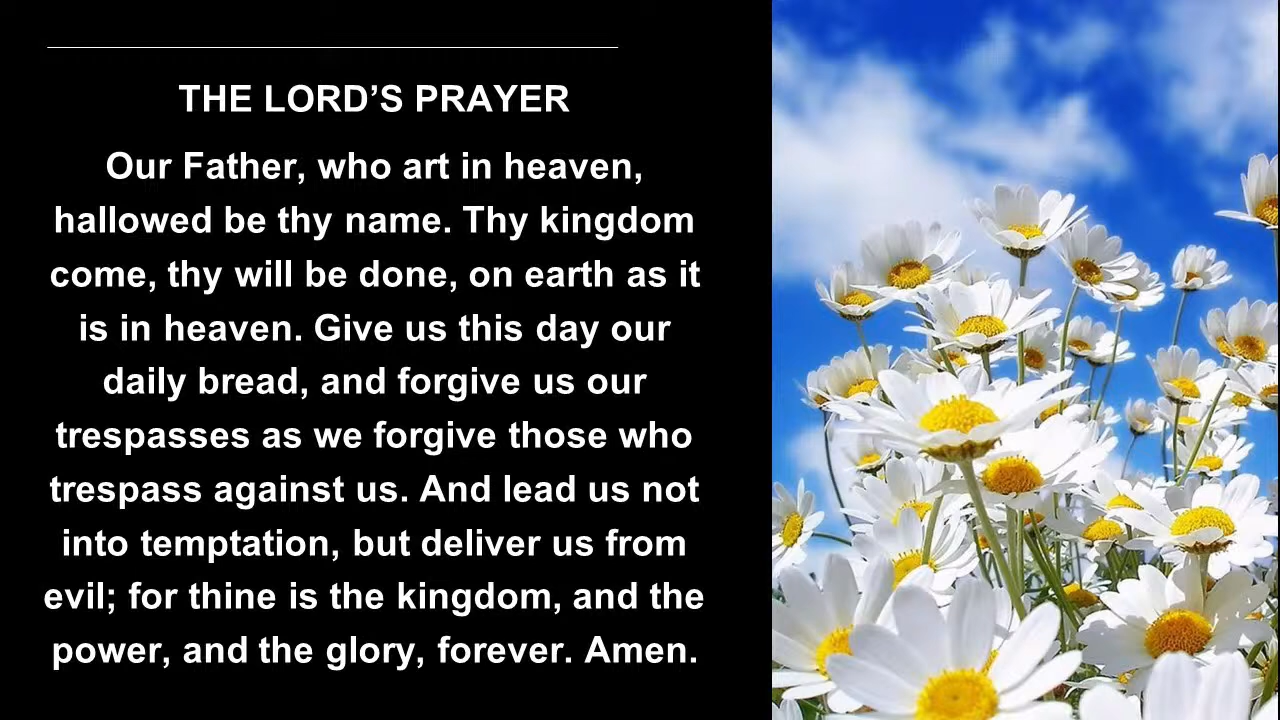 THE LORD’S PRAYER
Our Father, who art in heaven,
hallowed be thy name. Thy kingdom
come, thy will be done, on earth as it
is in heaven. Give us this day our
daily bread, and forgive us our
trespasses as we forgive those who
trespass against us. And lead us not
into temptation, but deliver us from
evil; for thine is the kingdom, and the
power, and the glory, forever. Amen.